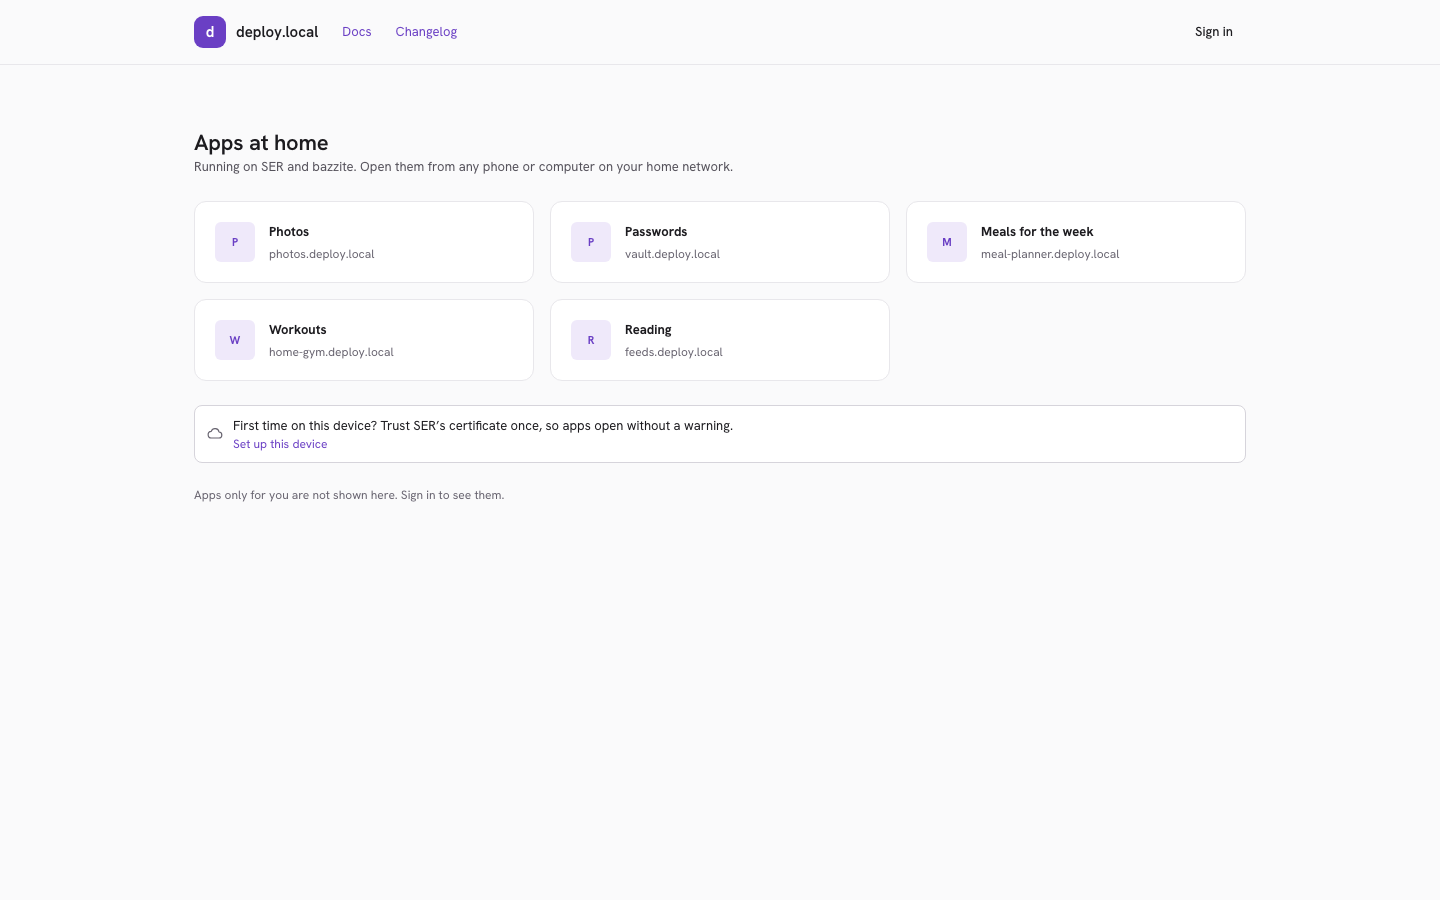 d deploy.local Docs Changelog Sign in
Apps at home
Running on SER and bazzite. Open them from any phone or computer on your home network.
P Photos
photos.deploy.local
P Passwords
vault.deploy.local
M Meals for the week
meal-planner.deploy.local
W Workouts
home-gym.deploy.local
R Reading
feeds.deploy.local
First time on this device? Trust SER’s certificate once, so apps open without a warning.
Set up this device
Apps only for you are not shown here. Sign in to see them.